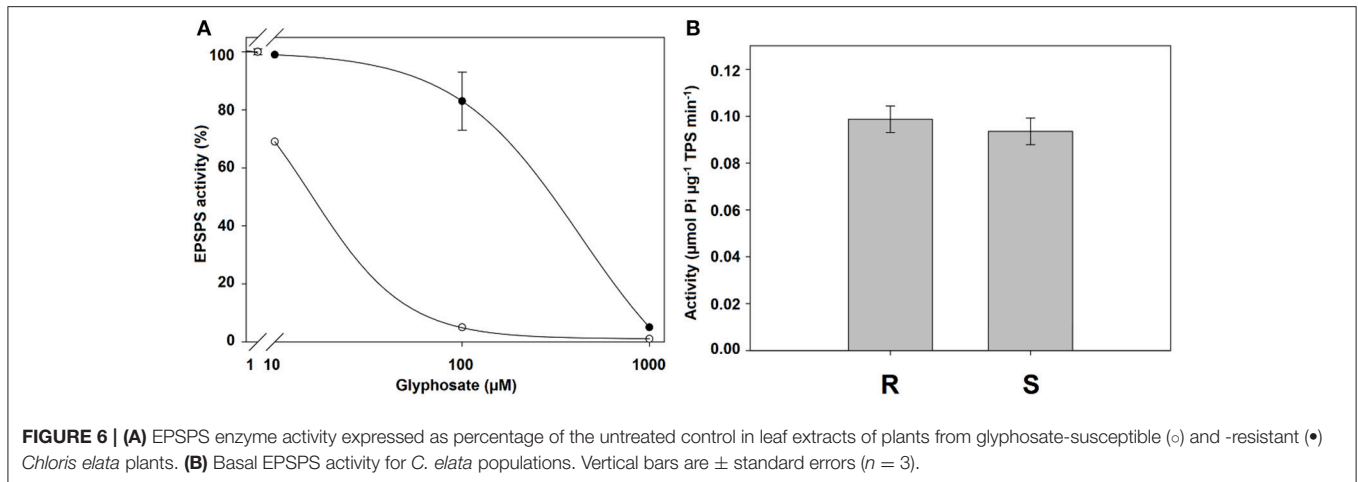 A
B
100
80
60
40
20
0
EPSPS activity (%)
1 10 100 1000
Glyphosate (µM)
0.12
0.10
0.08
0.06
0.04
0.02
0.00
Activity (µmol Pi µg⁻¹ TPS min⁻¹)
R S
FIGURE 6 | (A) EPSPS enzyme activity expressed as percentage of the untreated control in leaf extracts of plants from glyphosate-susceptible (○) and -resistant (●)
Chloris elata plants. (B) Basal EPSPS activity for C. elata populations. Vertical bars are ± standard errors (n = 3).